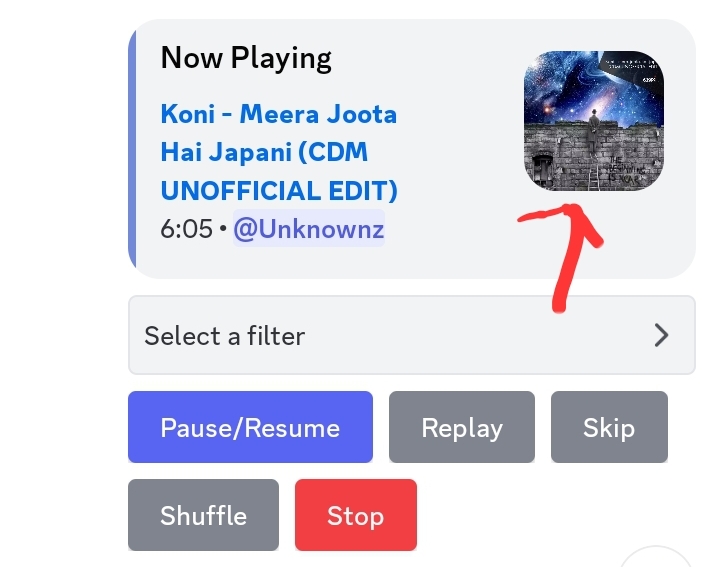 Now Playing
Koni - Meera Joota
Hai Japani (CDM
UNOFFICIAL EDIT)
6:05 • @Unknownz
Select a filter
Pause/Resume
Replay
Skip
Shuffle
Stop